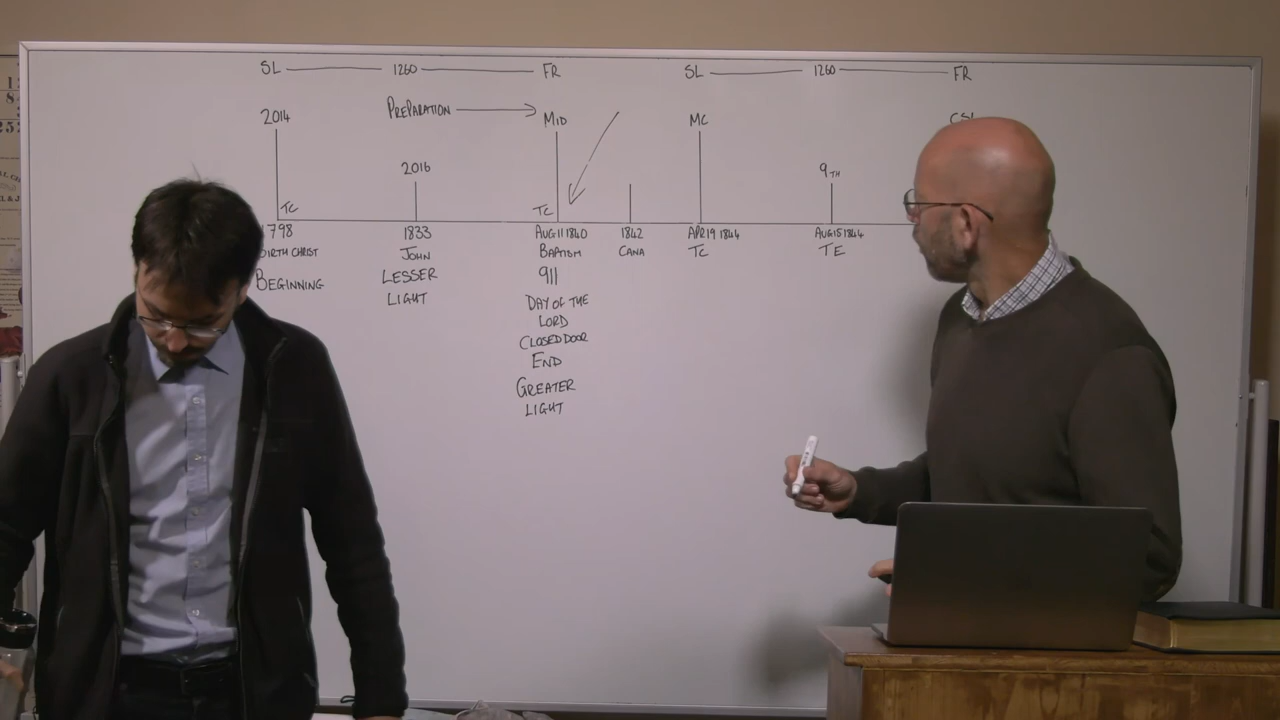 SL 1260 FR SL 1260 FR
2014 PREPARATION MID MC
2016 9TH
TC TC
1798 1833 AUG 11 1840 1842 APR 19 1844 AUG 15 1844
BIRTH CHRIST JOHN BAPTISM CANA TC TE
BEGINNING LESSER 911
LIGHT DAY OF THE
LORD
CLOSED DOOR
END
GREATER
LIGHT